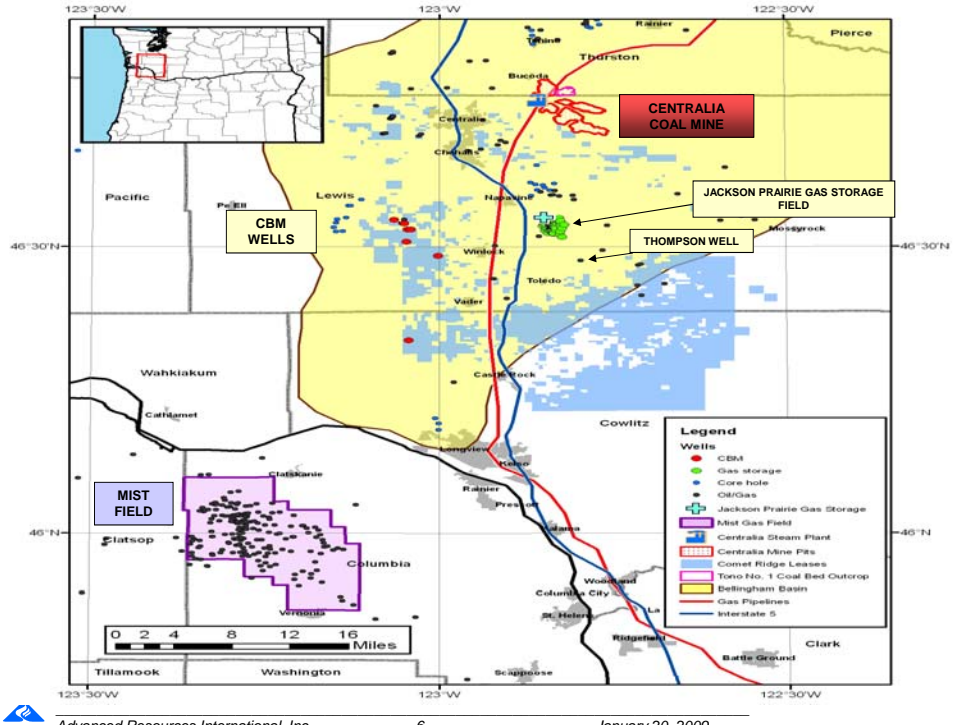 123°30'W
123°W
122°30'W
Rainier
Tenino
Pierce
Thurston
Bucoda
CENTRALIA
COAL MINE
Centralia
Chehalis
Pacific
Lewis
Pe Ell
Napavine
JACKSON PRAIRIE GAS STORAGE
FIELD
CBM
WELLS
Mossyrock
46°30'N
46°30'N
THOMPSON WELL
Winlock
Toledo
Vader
Wahkiakum
Castle Rock
Cathlamet
Cowlitz
Longview
Kelso
Clatskanie
Rainier
Prescott
MIST
FIELD
Kalama
46°N
46°N
Clatsop
Columbia
Woodland
Columbia City
St. Helens
La
Vernonia
Ridgefield
Clark
Battle Ground
Scappoose
Legend
Wells
CBM
Gas storage
Core hole
Oil/Gas
Jackson Prairie Gas Storage
Mist Gas Field
Centralia Steam Plant
Centralia Mine Pits
Comet Ridge Leases
Tono No. 1 Coal Bed Outcrop
Bellingham Basin
Gas Pipelines
Interstate 5
0 2 4 8 12 16
Miles
Tillamook
Washington
123°30'W
123°W
122°30'W
Advanced Resources International, Inc. 6 January 20, 2009